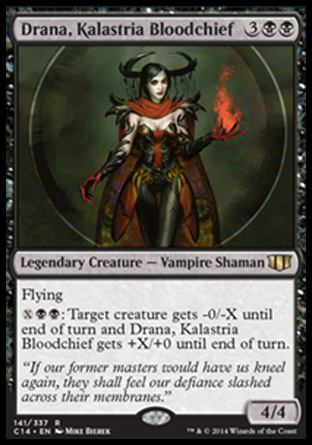 Drana, Kalastria Bloodchief 3
Legendary Creature — Vampire Shaman
Flying
X: Target creature gets -0/-X until
end of turn and Drana, Kalastria
Bloodchief gets +X/+0 until end of turn.
“If our former masters would have us kneel
again, they shall feel our defiance slashed
across their membranes.”
4/4
141/337 R
C14 • EN Mike Bierek
™ & © 2014 Wizards of the Coast